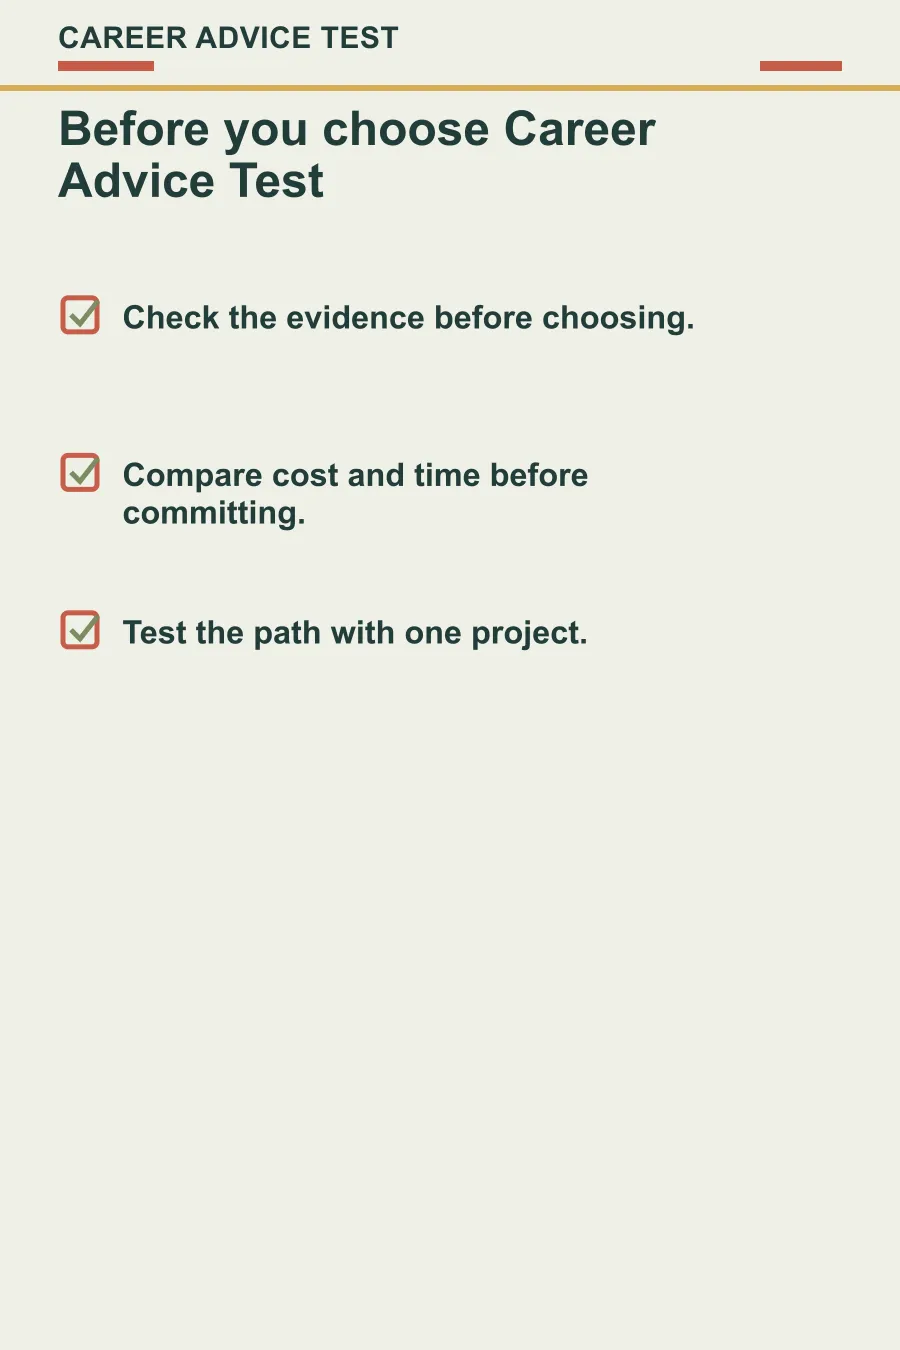 CAREER ADVICE TEST
Before you choose Career
Advice Test
Check the evidence before choosing.
Compare cost and time before
committing.
Test the path with one project.